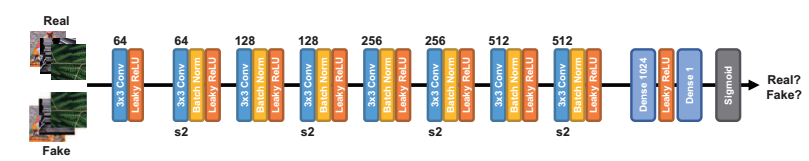 Real
64 64 128 128 256 256 512 512
3x3 Conv Leaky ReLU
3x3 Conv Batch Norm Leaky ReLU
3x3 Conv Batch Norm Leaky ReLU
3x3 Conv Batch Norm Leaky ReLU
3x3 Conv Batch Norm Leaky ReLU
3x3 Conv Batch Norm Leaky ReLU
3x3 Conv Batch Norm Leaky ReLU
3x3 Conv Batch Norm Leaky ReLU
Dense 1024 Leaky ReLU Dense 1
Sigmoid
Real?
Fake?
s2 s2 s2 s2
Fake